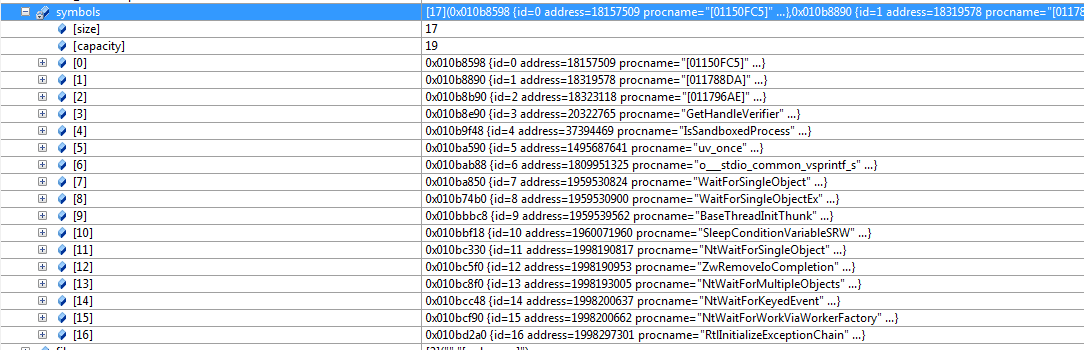 symbols [17](0x010b8598 {id=0 address=18157509 procname="[01150FC5]" ...},0x010b8890 {id=1 address=18319578 procname="[01178
[size] 17
[capacity] 19
[0] 0x010b8598 {id=0 address=18157509 procname="[01150FC5]" ...}
[1] 0x010b8890 {id=1 address=18319578 procname="[011788DA]" ...}
[2] 0x010b8b90 {id=2 address=18323118 procname="[011796AE]" ...}
[3] 0x010b8e90 {id=3 address=20322765 procname="GetHandleVerifier" ...}
[4] 0x010b9f48 {id=4 address=37394469 procname="IsSandboxedProcess" ...}
[5] 0x010ba590 {id=5 address=1495687641 procname="uv_once" ...}
[6] 0x010bab88 {id=6 address=1809951325 procname="o___stdio_common_vsprintf_s" ...}
[7] 0x010ba850 {id=7 address=1959530824 procname="WaitForSingleObject" ...}
[8] 0x010b74b0 {id=8 address=1959530900 procname="WaitForSingleObjectEx" ...}
[9] 0x010bbbc8 {id=9 address=1959539562 procname="BaseThreadInitThunk" ...}
[10] 0x010bbf18 {id=10 address=1960071960 procname="SleepConditionVariableSRW" ...}
[11] 0x010bc330 {id=11 address=1998190817 procname="NtWaitForSingleObject" ...}
[12] 0x010bc5f0 {id=12 address=1998190953 procname="ZwRemoveIoCompletion" ...}
[13] 0x010bc8f0 {id=13 address=1998193005 procname="NtWaitForMultipleObjects" ...}
[14] 0x010bcc48 {id=14 address=1998200637 procname="NtWaitForKeyedEvent" ...}
[15] 0x010bcf90 {id=15 address=1998200662 procname="NtWaitForWorkViaWorkerFactory" ...}
[16] 0x010bd2a0 {id=16 address=1998297301 procname="RtlInitializeExceptionChain" ...}